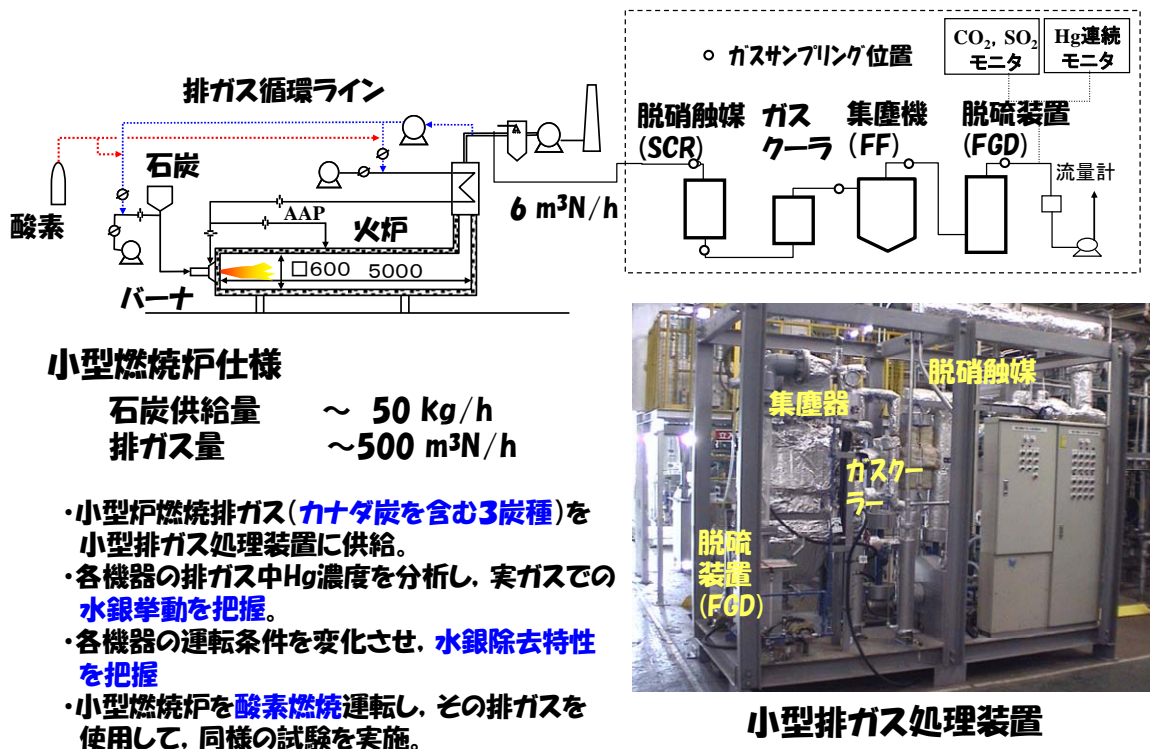 排ガス循環ライン
石炭
酸素
AAP
火炉
□600 5000
バーナ
6 m³N/h
○ ガスサンプリング位置
CO₂, SO₂
モニタ
Hg連続
モニタ
脱硝触媒
(SCR)
ガス
クーラ
集塵機
(FF)
脱硫装置
(FGD)
流量計
小型燃焼炉仕様
石炭供給量 ～ 50 kg/h
排ガス量 ～500 m³N/h
・小型炉燃焼排ガス(カナダ炭を含む3炭種)を
小型排ガス処理装置に供給。
・各機器の排ガス中Hg濃度を分析し, 実ガスでの
水銀挙動を把握。
・各機器の運転条件を変化させ, 水銀除去特性
を把握
・小型燃焼炉を酸素燃焼運転し, その排ガスを
使用して, 同様の試験を実施。
脱硝触媒
集塵器
ガスクー
ラー
脱硫
装置
(FGD)
小型排ガス処理装置